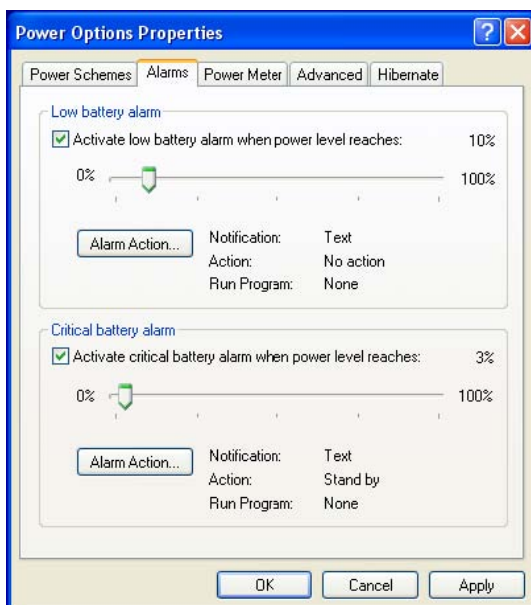 Power Options Properties
Power Schemes Alarms Power Meter Advanced Hibernate
Low battery alarm
Activate low battery alarm when power level reaches: 10%
0% 100%
Alarm Action... Notification: Text
Action: No action
Run Program: None
Critical battery alarm
Activate critical battery alarm when power level reaches: 3%
0% 100%
Alarm Action... Notification: Text
Action: Stand by
Run Program: None
OK Cancel Apply